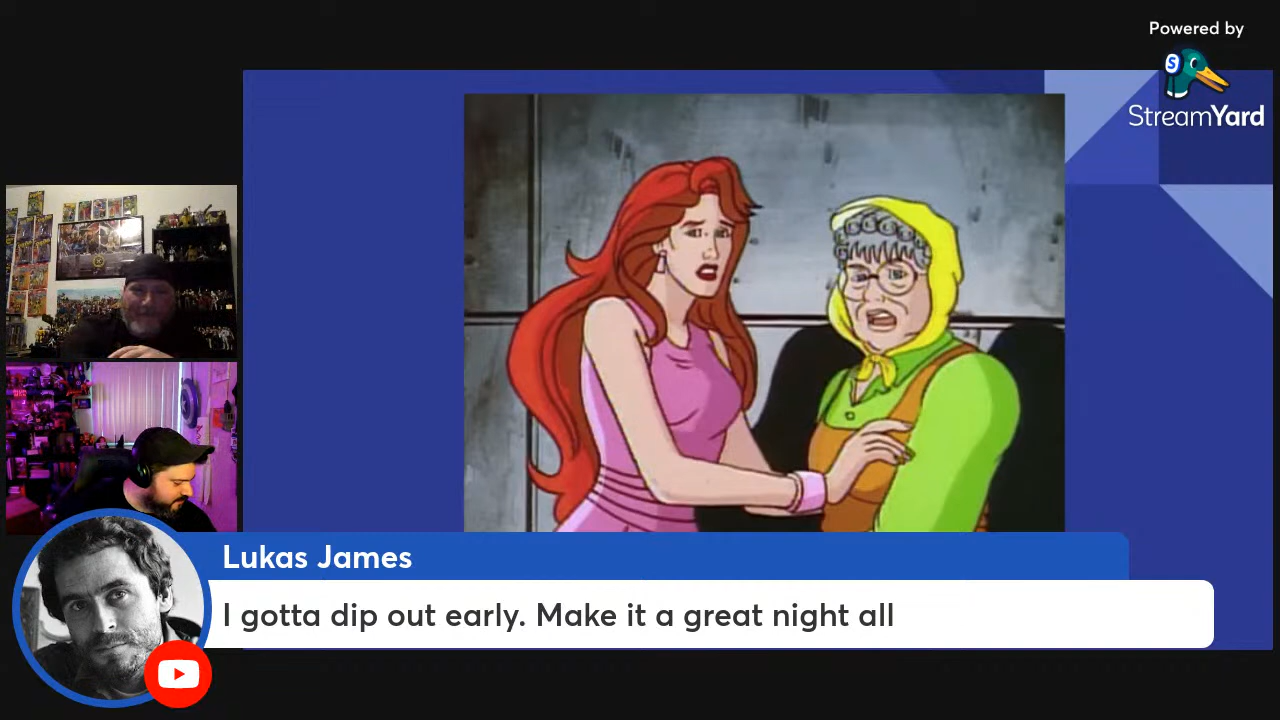 Powered by
StreamYard
Lukas James
I gotta dip out early. Make it a great night all